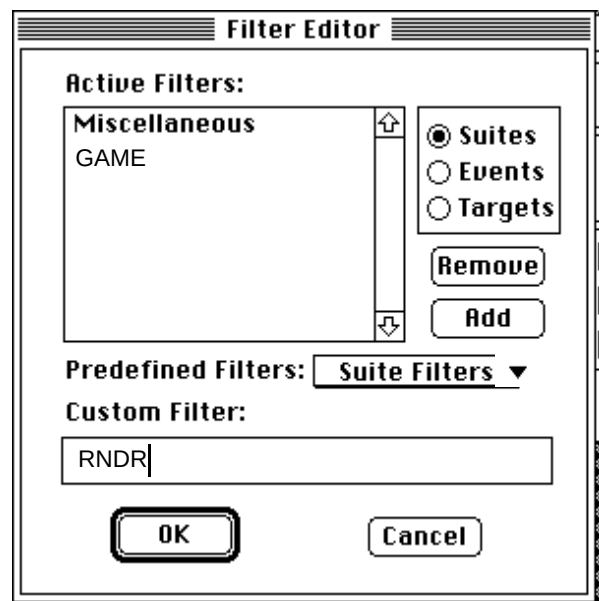 Filter Editor
Active Filters:
Miscellaneous
GAME
Suites
Events
Targets
Remove
Add
Predefined Filters: Suite Filters
Custom Filter:
RNDR
OK
Cancel